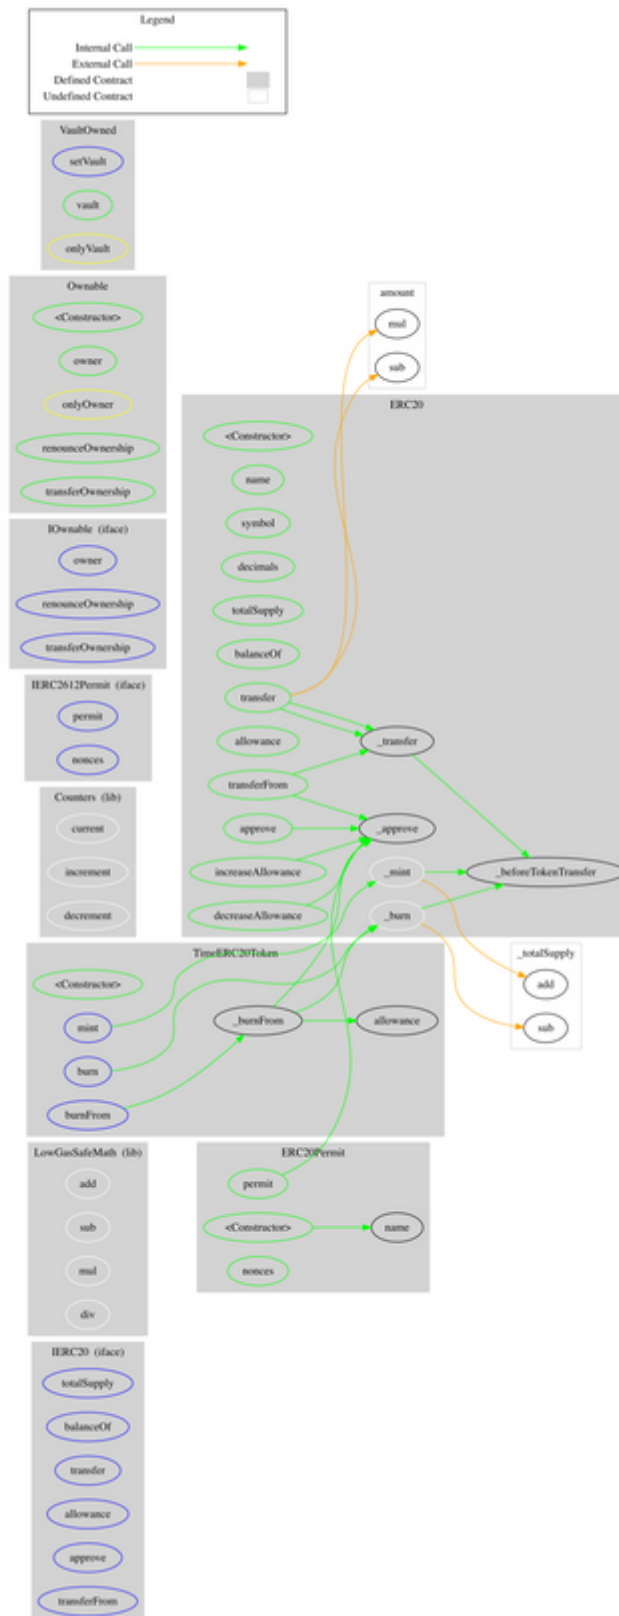 Legend
Internal Call
External Call
Defined Contract
Undefined Contract
VaultOwned
setVault
vault
onlyVault
Ownable
<Constructor>
owner
onlyOwner
renounceOwnership
transferOwnership
IOwnable (iface)
owner
renounceOwnership
transferOwnership
IERC2612Permit (iface)
permit
nonces
Counters (lib)
current
increment
decrement
amount
mul
sub
ERC20
<Constructor>
name
symbol
decimals
totalSupply
balanceOf
transfer
allowance
transferFrom
approve
increaseAllowance
decreaseAllowance
_transfer
_approve
_mint
_burn
_beforeTokenTransfer
_totalSupply
add
sub
TimeERC20Token
<Constructor>
mint
burn
burnFrom
_burnFrom
allowance
LowGasSafeMath (lib)
add
sub
mul
div
ERC20Permit
permit
<Constructor>
nonces
name
IERC20 (iface)
totalSupply
balanceOf
transfer
allowance
approve
transferFrom